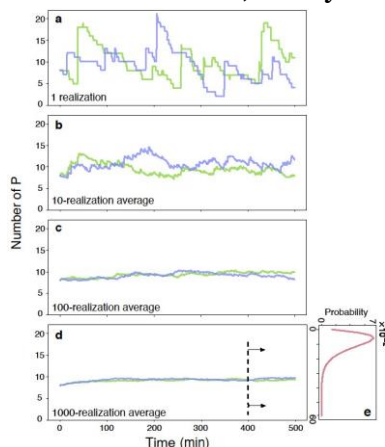 a
20
15
10
5
0
1 realization
b
20
15
10
5
10-realization average
c
20
15
10
5
100-realization average
d
20
15
10
5
0
1000-realization average
Number of P
0 100 200 300 400 500
Time (min)
Probability
0 7
0
60
e